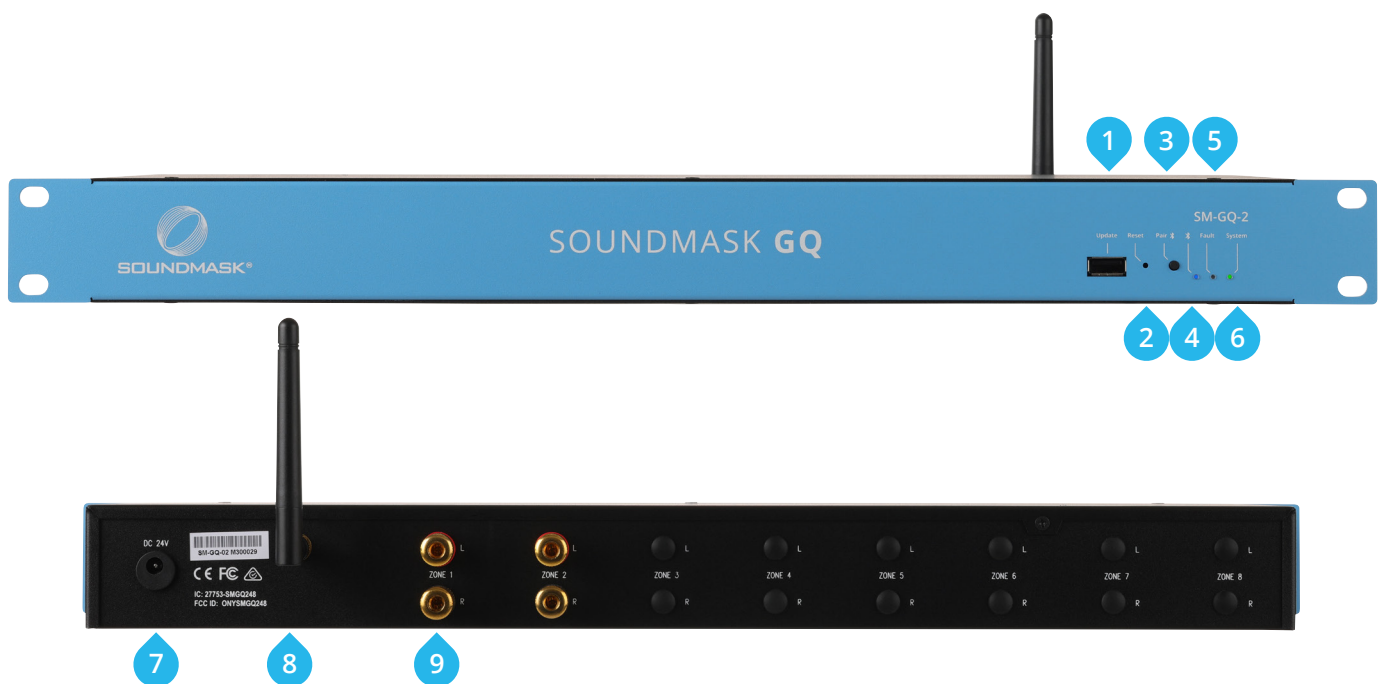 1
3
5
SM-GQ-2
SOUNDMASK GQ
Update Reset Pair Fault System
SOUNDMASK®
2
4
6
DC 24V
SM-GQ-02 M300029
CE FC
IC: 27753-SMGQ248
FCC ID: ONYSMGQ248
L L L L L L L L
ZONE 1 ZONE 2 ZONE 3 ZONE 4 ZONE 5 ZONE 6 ZONE 7 ZONE 8
R R R R R R R R
7
8
9